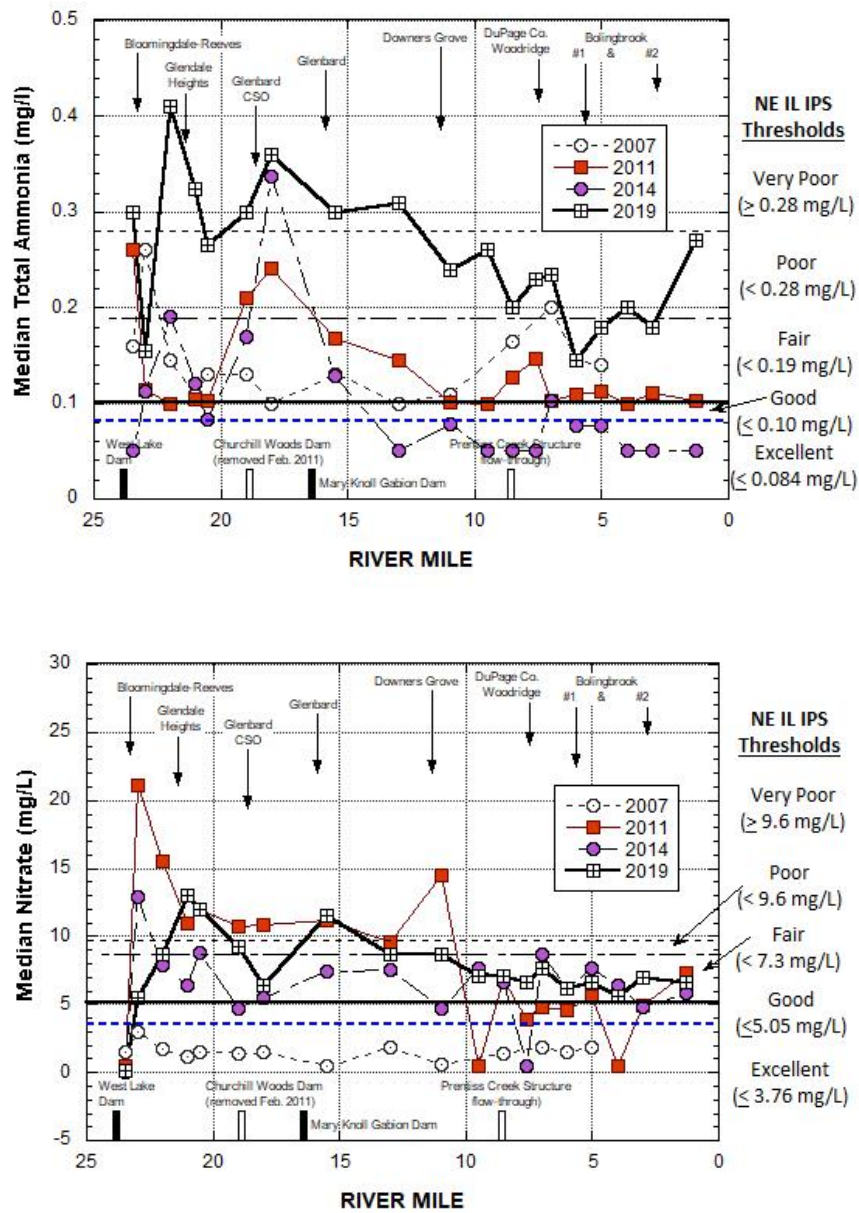 Median Total Ammonia (mg/l)
0.5
0.4
0.3
0.2
0.1
0
Bloomingdale-Reeves
Glendale
Heights
Glenbard
CSO
Glenbard
Downers Grove
DuPage Co.
Woodridge
Bolingbrook
#1 & #2
2007
2011
2014
2019
West Lake
Dam
Churchill Woods Dam
(removed Feb. 2011)
Mary Knoll Gabion Dam
Prentiss Creek Structure
flow-through)
25 20 15 10 5 0
RIVER MILE
NE IL IPS
Thresholds
Very Poor
(≥ 0.28 mg/L)
Poor
(< 0.28 mg/L)
Fair
(< 0.19 mg/L)
Good
(≤ 0.10 mg/L)
Excellent
(≤ 0.084 mg/L)
Median Nitrate (mg/L)
30
25
20
15
10
5
0
-5
Bloomingdale-Reeves
Glendale
Heights
Glenbard
CSO
Glenbard
Downers Grove
DuPage Co.
Woodridge
Bolingbrook
#1 & #2
2007
2011
2014
2019
West Lake
Dam
Churchill Woods Dam
(removed Feb. 2011)
Mary Knoll Gabion Dam
Prentiss Creek Structure
flow-through)
25 20 15 10 5 0
RIVER MILE
NE IL IPS
Thresholds
Very Poor
(≥ 9.6 mg/L)
Poor
(< 9.6 mg/L)
Fair
(< 7.3 mg/L)
Good
(≤5.05 mg/L)
Excellent
(≤ 3.76 mg/L)